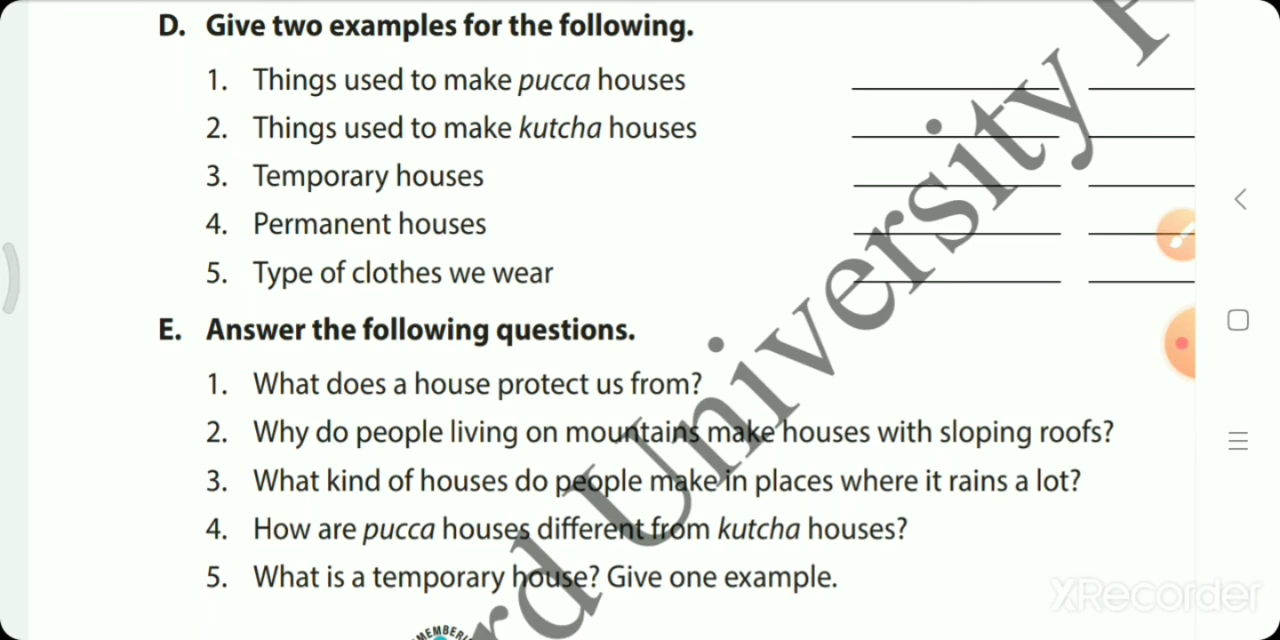 D. Give two examples for the following.
1. Things used to make pucca houses
2. Things used to make kutcha houses
3. Temporary houses
4. Permanent houses
5. Type of clothes we wear
E. Answer the following questions.
1. What does a house protect us from?
2. Why do people living on mountains make houses with sloping roofs?
3. What kind of houses do people make in places where it rains a lot?
4. How are pucca houses different from kutcha houses?
5. What is a temporary house? Give one example.
University
XRecorder